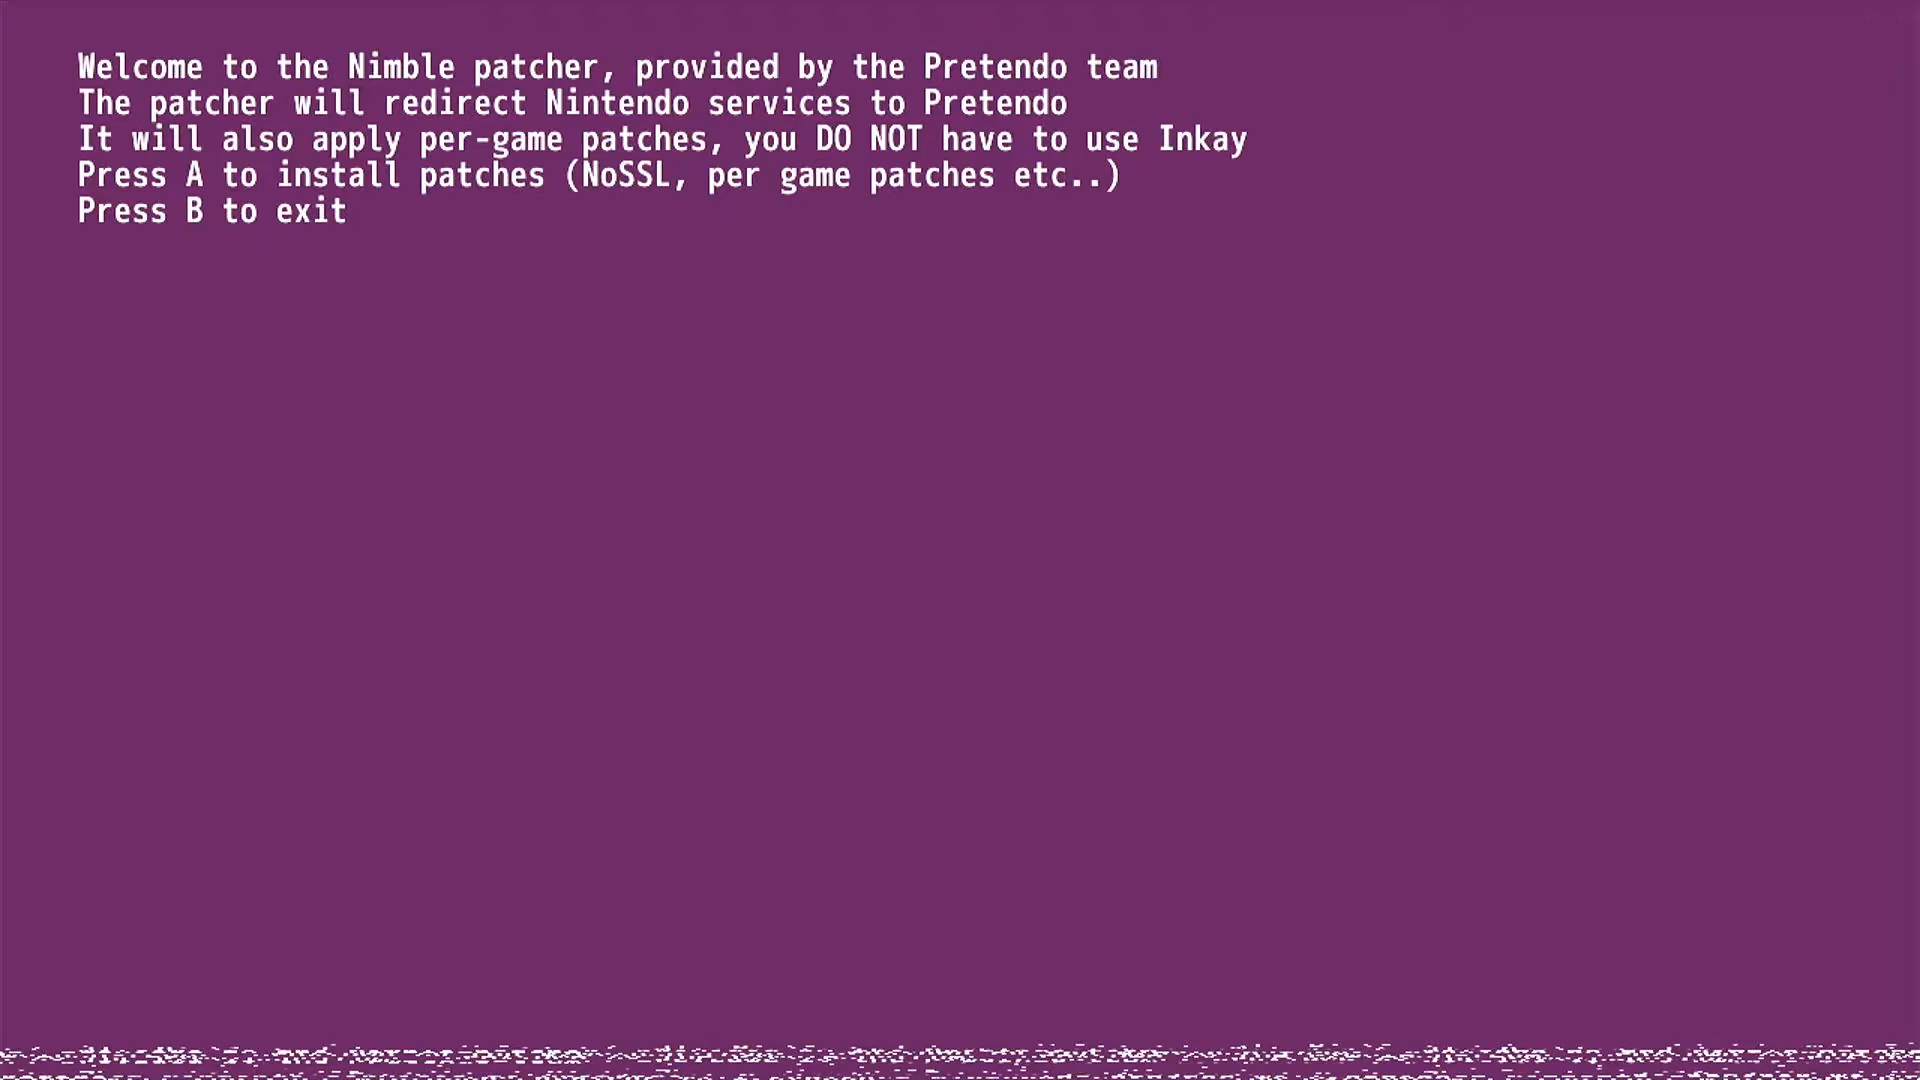 Welcome to the Nimble patcher, provided by the Pretendo team
The patcher will redirect Nintendo services to Pretendo
It will also apply per-game patches, you DO NOT have to use Inkay
Press A to install patches (NoSSL, per game patches etc..)
Press B to exit